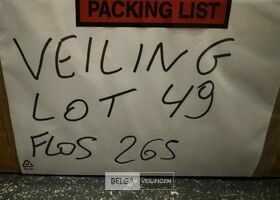 PACKING LIST
VEILING
LOT 49
FLOS 265
BELGA VEILINGEN